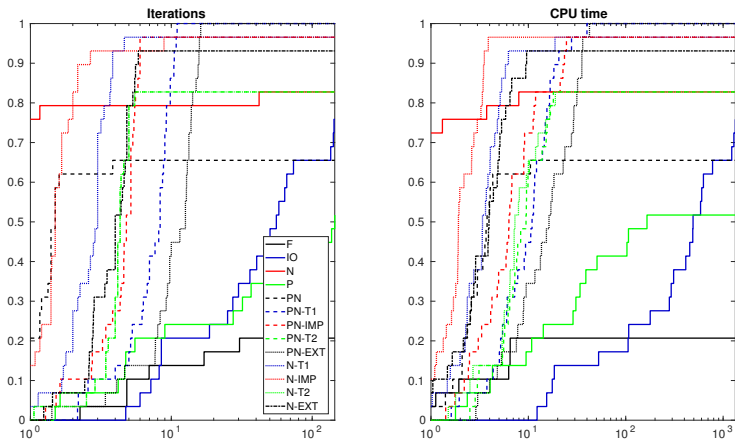 Iterations
CPU time
1
0.9
0.8
0.7
0.6
0.5
0.4
0.3
0.2
0.1
0
10^0
10^1
10^2
F
IO
N
P
PN
PN-T1
PN-IMP
PN-T2
PN-EXT
N-T1
N-IMP
N-T2
N-EXT
1
0.9
0.8
0.7
0.6
0.5
0.4
0.3
0.2
0.1
0
10^0
10^1
10^2
10^3